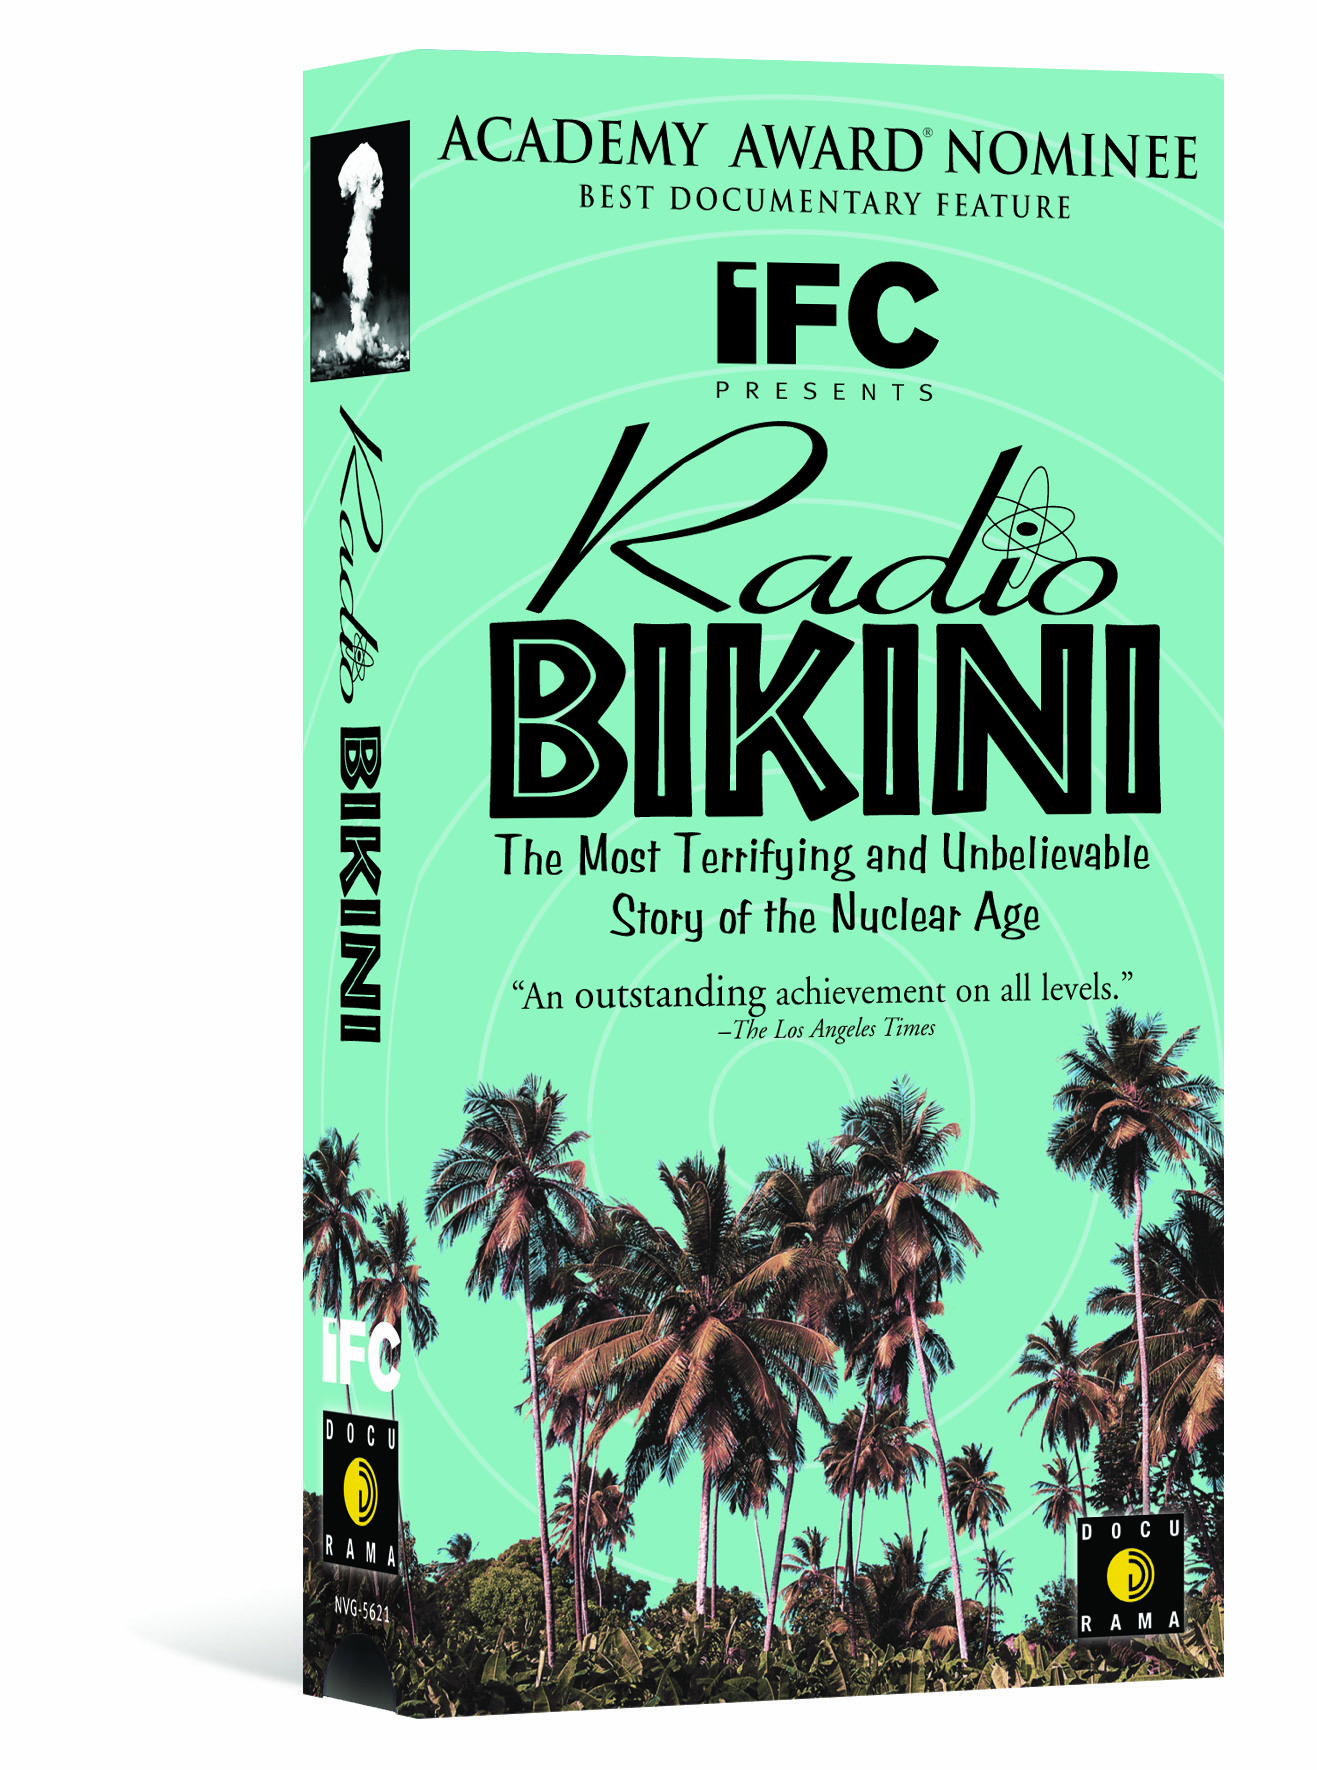 ACADEMY AWARD® NOMINEE
BEST DOCUMENTARY FEATURE
iFC
PRESENTS
Radio
BIKINI
The Most Terrifying and Unbelievable
Story of the Nuclear Age
“An outstanding achievement on all levels.”
–The Los Angeles Times
DOCU
RAMA
Radio BIKINI
iFC
DOCU
RAMA
NVG-5621